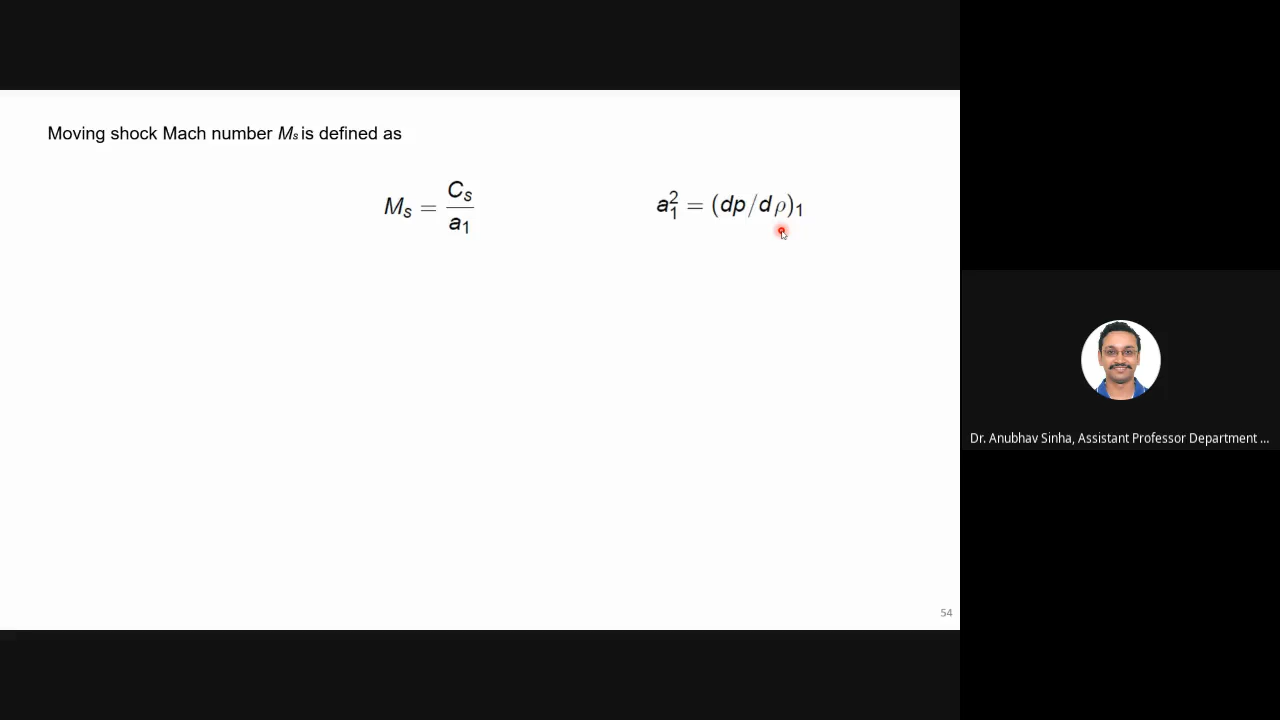 Moving shock Mach number Ms is defined as
Ms = Cs / a1
a1² = (dp/dρ)1
54
Dr. Anubhav Sinha, Assistant Professor Department ...